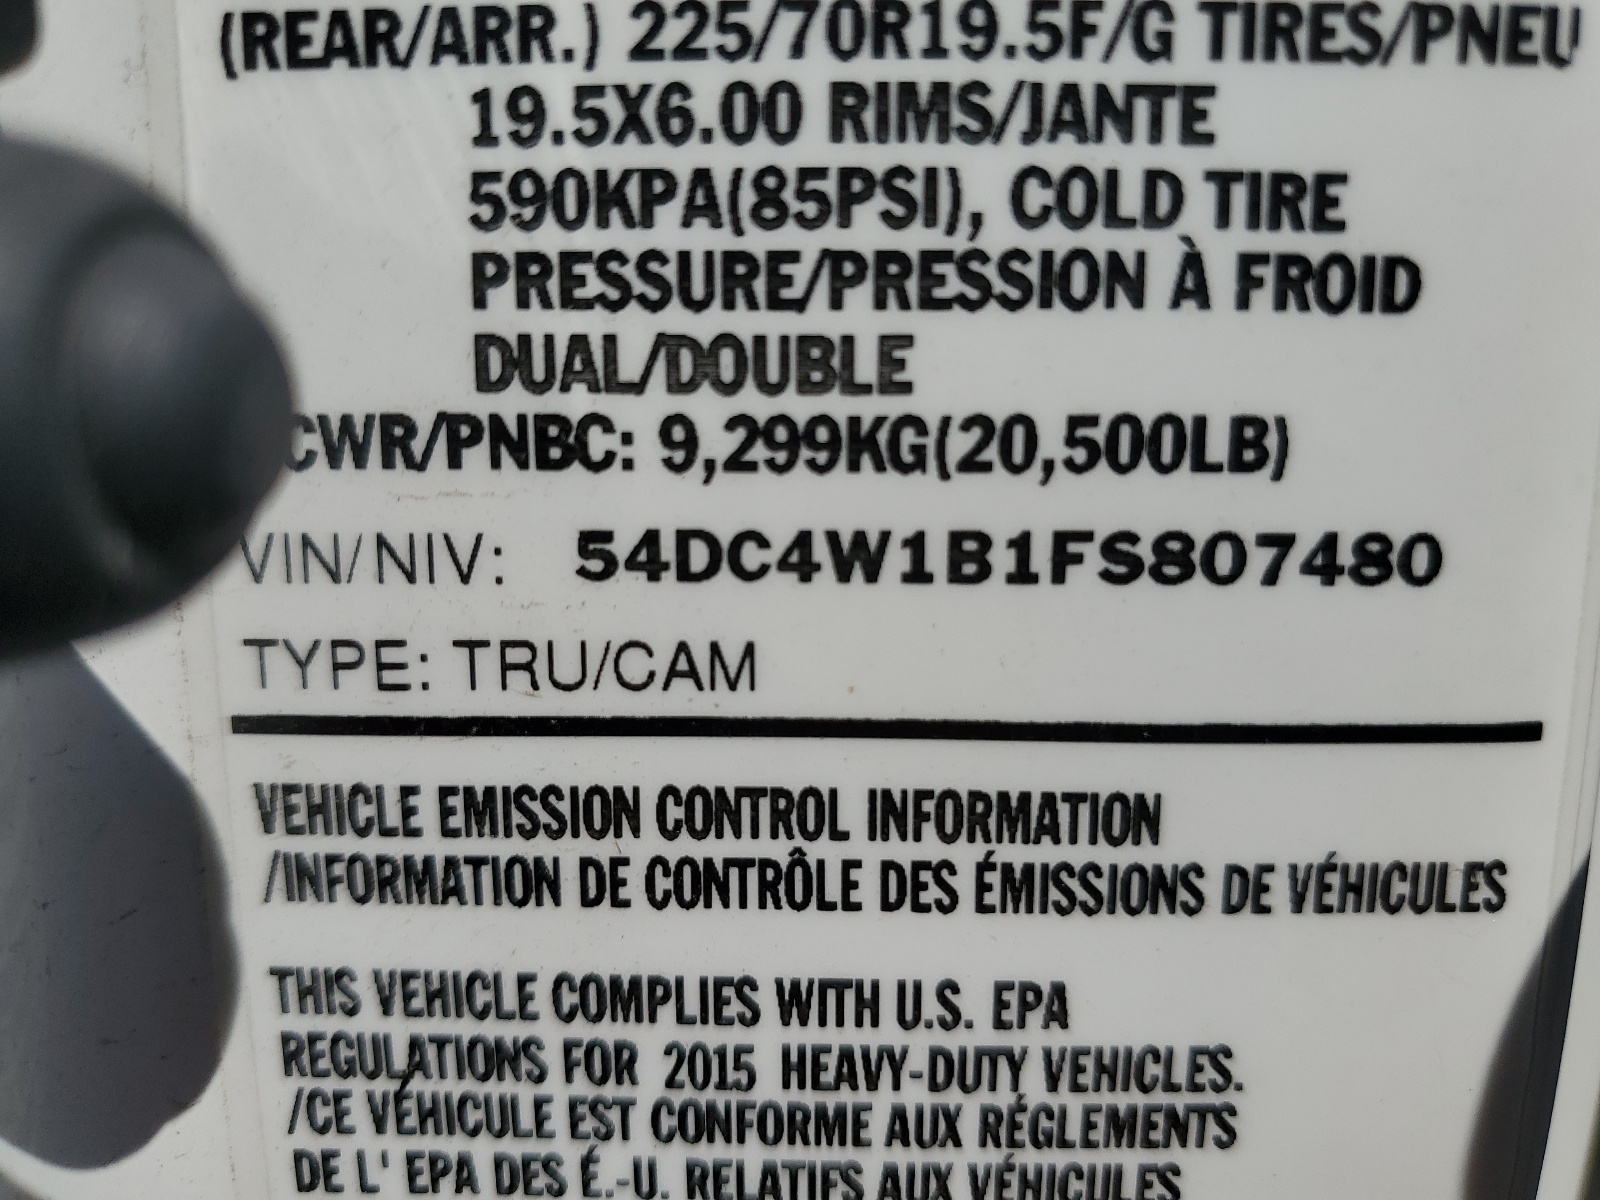 (REAR/ARR.) 225/70R19.5F/G TIRES/PNEU
19.5X6.00 RIMS/JANTE
590KPA(85PSI), COLD TIRE
PRESSURE/PRESSION À FROID
DUAL/DOUBLE
CWR/PNBC: 9,299KG(20,500LB)
VIN/NIV: 54DC4W1B1FS807480
TYPE: TRU/CAM
VEHICLE EMISSION CONTROL INFORMATION
/INFORMATION DE CONTRÔLE DES ÉMISSIONS DE VÉHICULES
THIS VEHICLE COMPLIES WITH U.S. EPA
REGULATIONS FOR 2015 HEAVY-DUTY VEHICLES.
/CE VÉHICULE EST CONFORME AUX RÉGLEMENTS
DE L' EPA DES É.-U. RELATIFS AUX VÉHICULES